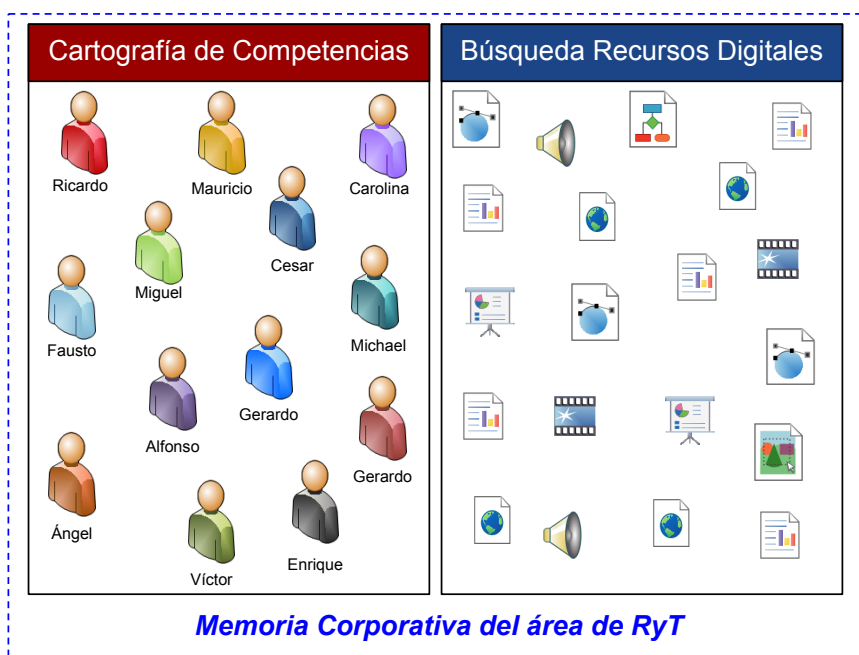 Cartografía de Competencias
Búsqueda Recursos Digitales
Ricardo
Mauricio
Carolina
Cesar
Miguel
Michael
Fausto
Gerardo
Alfonso
Gerardo
Ángel
Enrique
Víctor
Memoria Corporativa del área de RyT